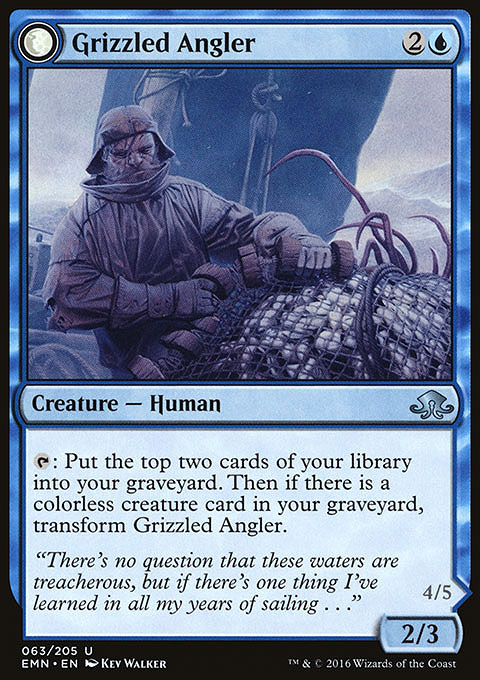 Grizzled Angler 2
Creature — Human
: Put the top two cards of your library
into your graveyard. Then if there is a
colorless creature card in your graveyard,
transform Grizzled Angler.
“There’s no question that these waters are
treacherous, but if there’s one thing I’ve
learned in all my years of sailing . . .”
4/5
2/3
063/205 U
EMN • EN Kev Walker
™ & © 2016 Wizards of the Coast